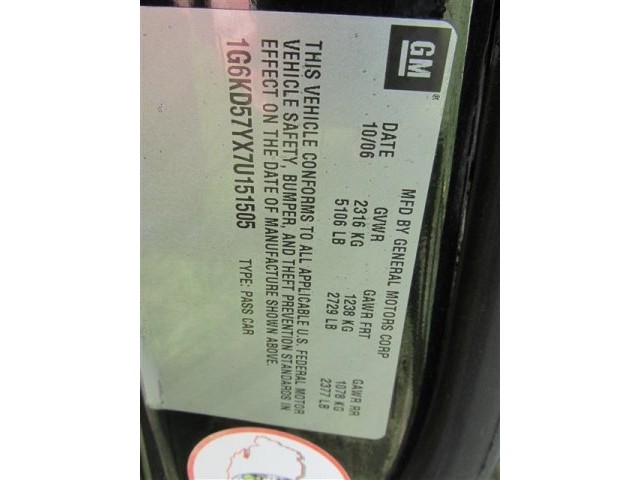 GM
MFD BY GENERAL MOTORS CORP
DATE GVWR GAWR FRT GAWR RR
10/06 2316 KG 1238 KG 1078 KG
5106 LB 2729 LB 2377 LB
THIS VEHICLE CONFORMS TO ALL APPLICABLE U.S. FEDERAL MOTOR
VEHICLE SAFETY, BUMPER, AND THEFT PREVENTION STANDARDS IN
EFFECT ON THE DATE OF MANUFACTURE SHOWN ABOVE.
1G6KD57YX7U151505 TYPE: PASS CAR